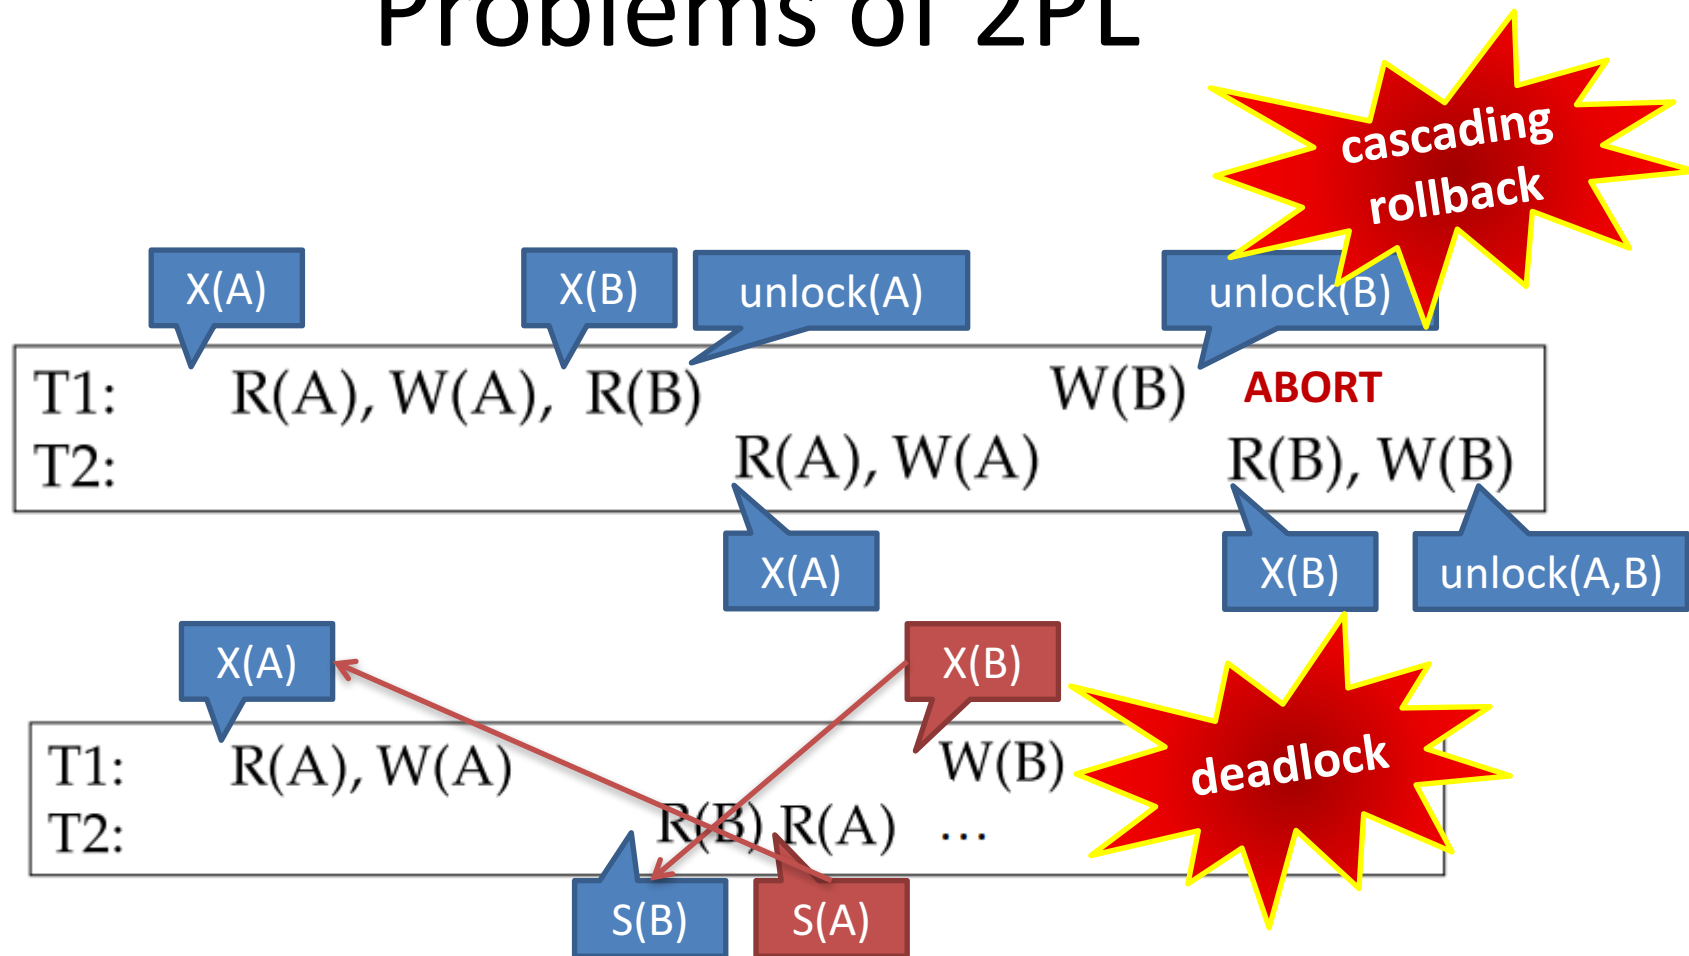 Problems of 2PL
cascading
rollback
X(A)
X(B)
unlock(A)
unlock(B)
T1: R(A), W(A), R(B) W(B) ABORT
T2: R(A), W(A) R(B), W(B)
X(A)
X(B)
unlock(A,B)
X(A)
X(B)
T1: R(A), W(A) W(B)
T2: R(B) R(A) ...
deadlock
S(B)
S(A)